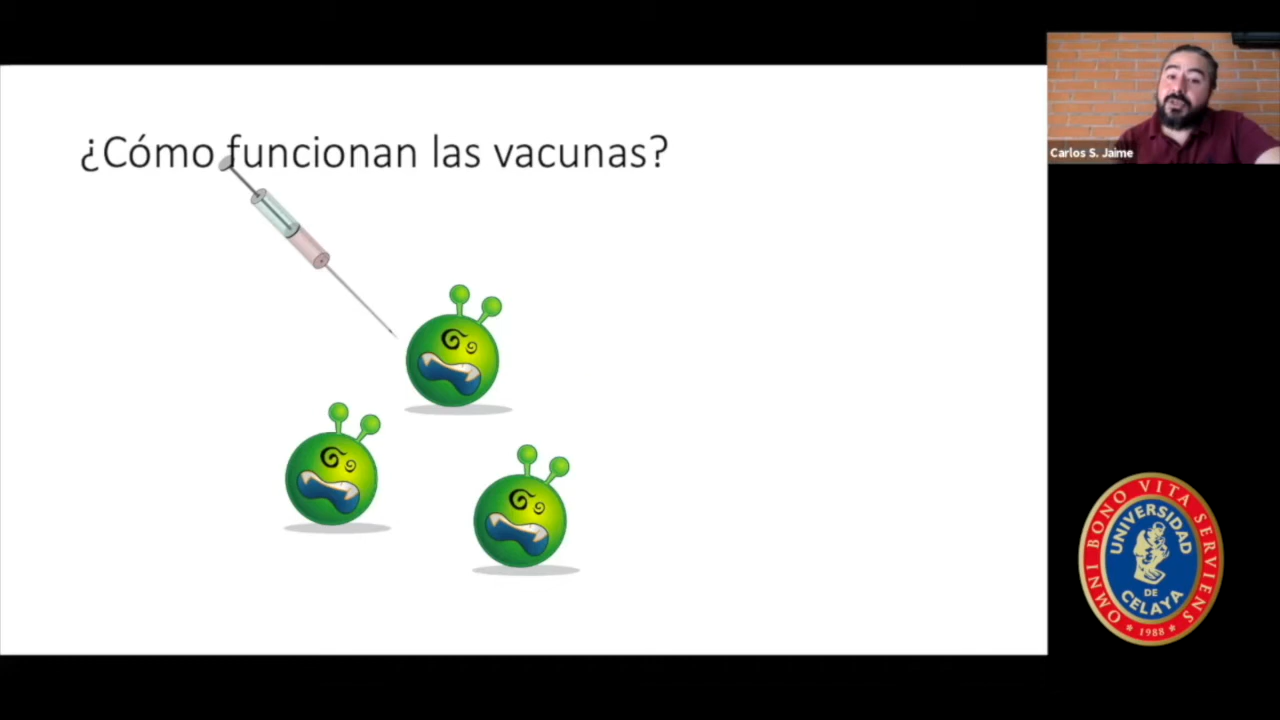 ¿Cómo funcionan las vacunas?
Carlos S. Jaime
OMNI BONO VITA SERVIENS
UNIVERSIDAD
DE
CELAYA
* 1988 *